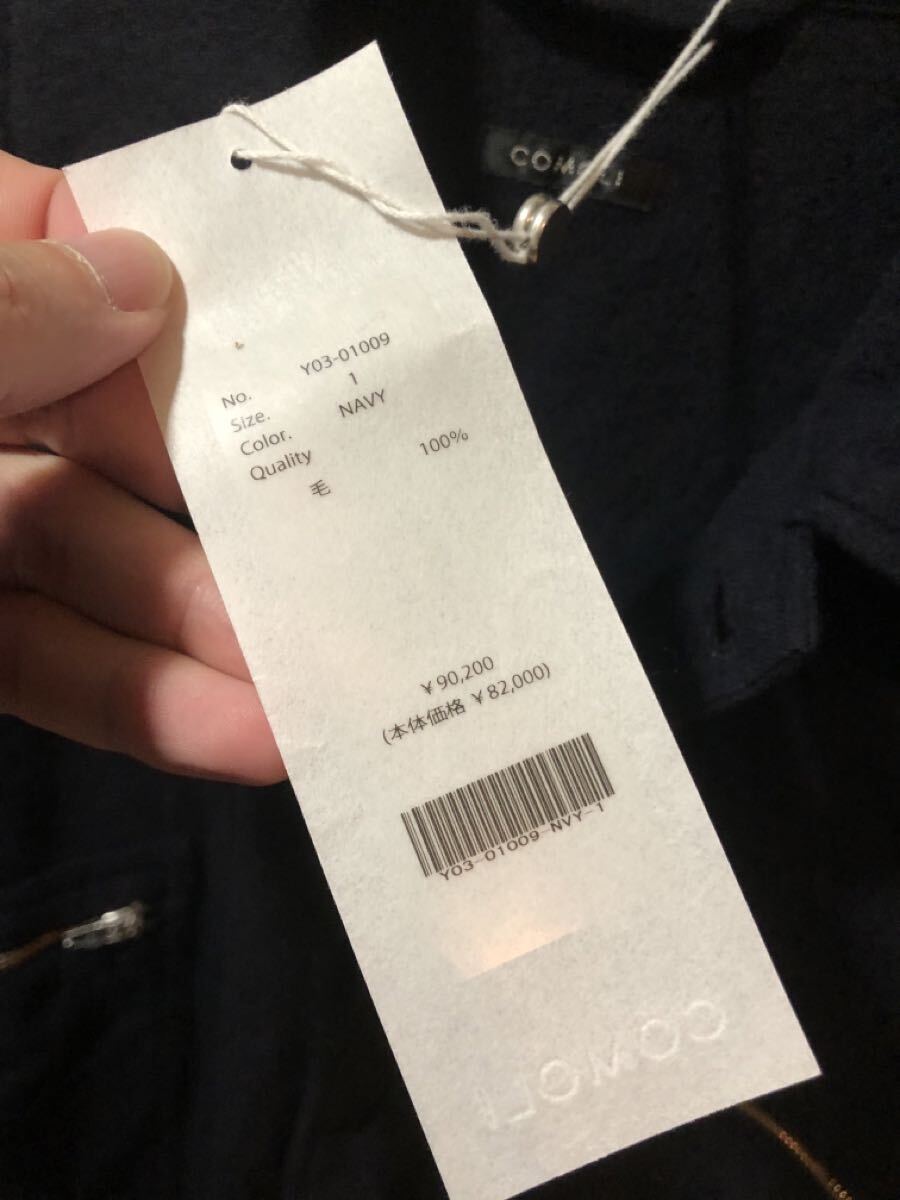 COMOLI
No. Y03-01009
Size. 1
Color. NAVY
Quality
毛 100%
¥90,200
(本体価格 ¥82,000)
Y03-01009-NVY-1
COMOLI